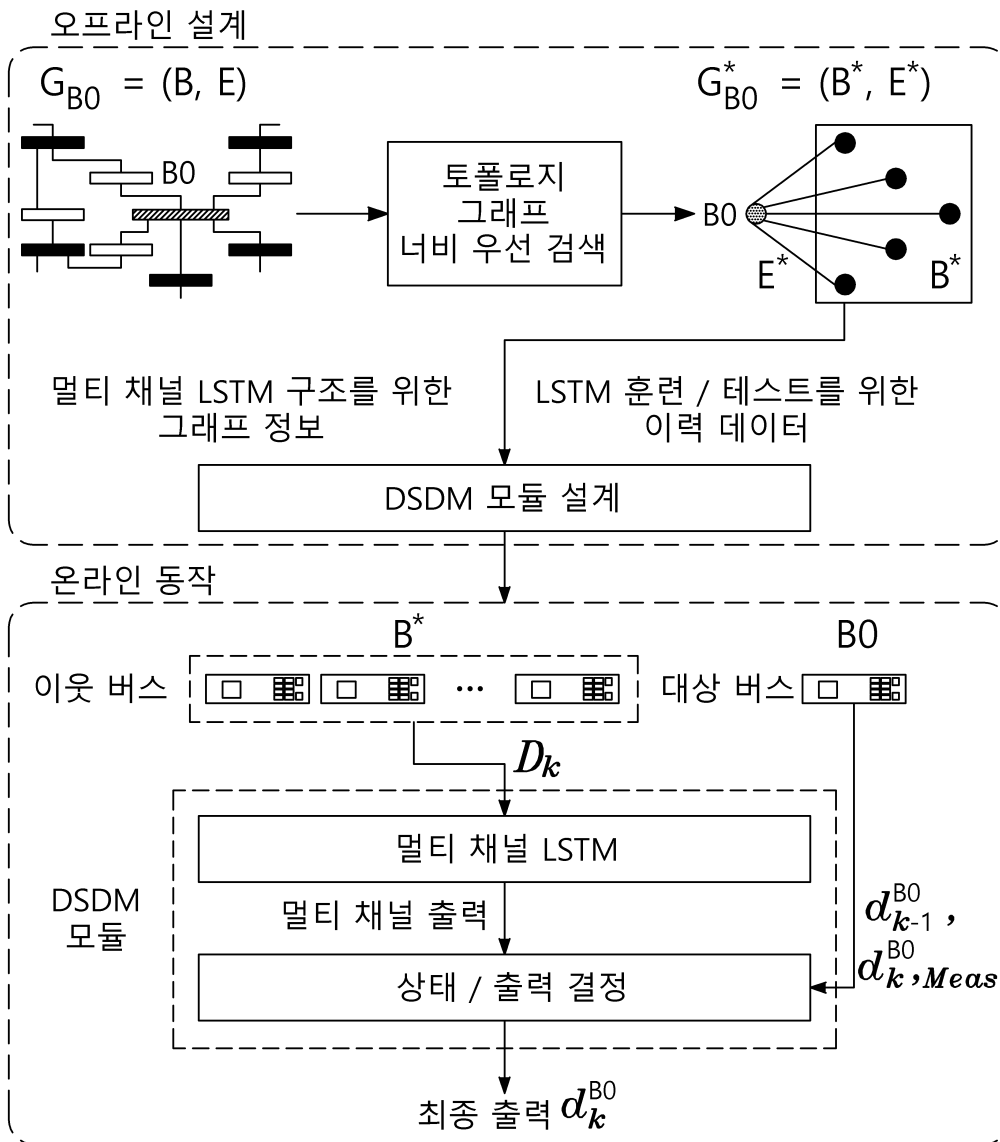 오프라인 설계
G_B0 = (B, E)
G*_B0 = (B*, E*)
B0
토폴로지
그래프
너비 우선 검색
B0
E*
B*
멀티 채널 LSTM 구조를 위한
그래프 정보
LSTM 훈련 / 테스트를 위한
이력 데이터
DSDM 모듈 설계
온라인 동작
B*
B0
이웃 버스
...
대상 버스
D_k
멀티 채널 LSTM
DSDM
모듈
멀티 채널 출력
d^B0_k-1 ,
d^B0_k,Meas
상태 / 출력 결정
최종 출력 d^B0_k